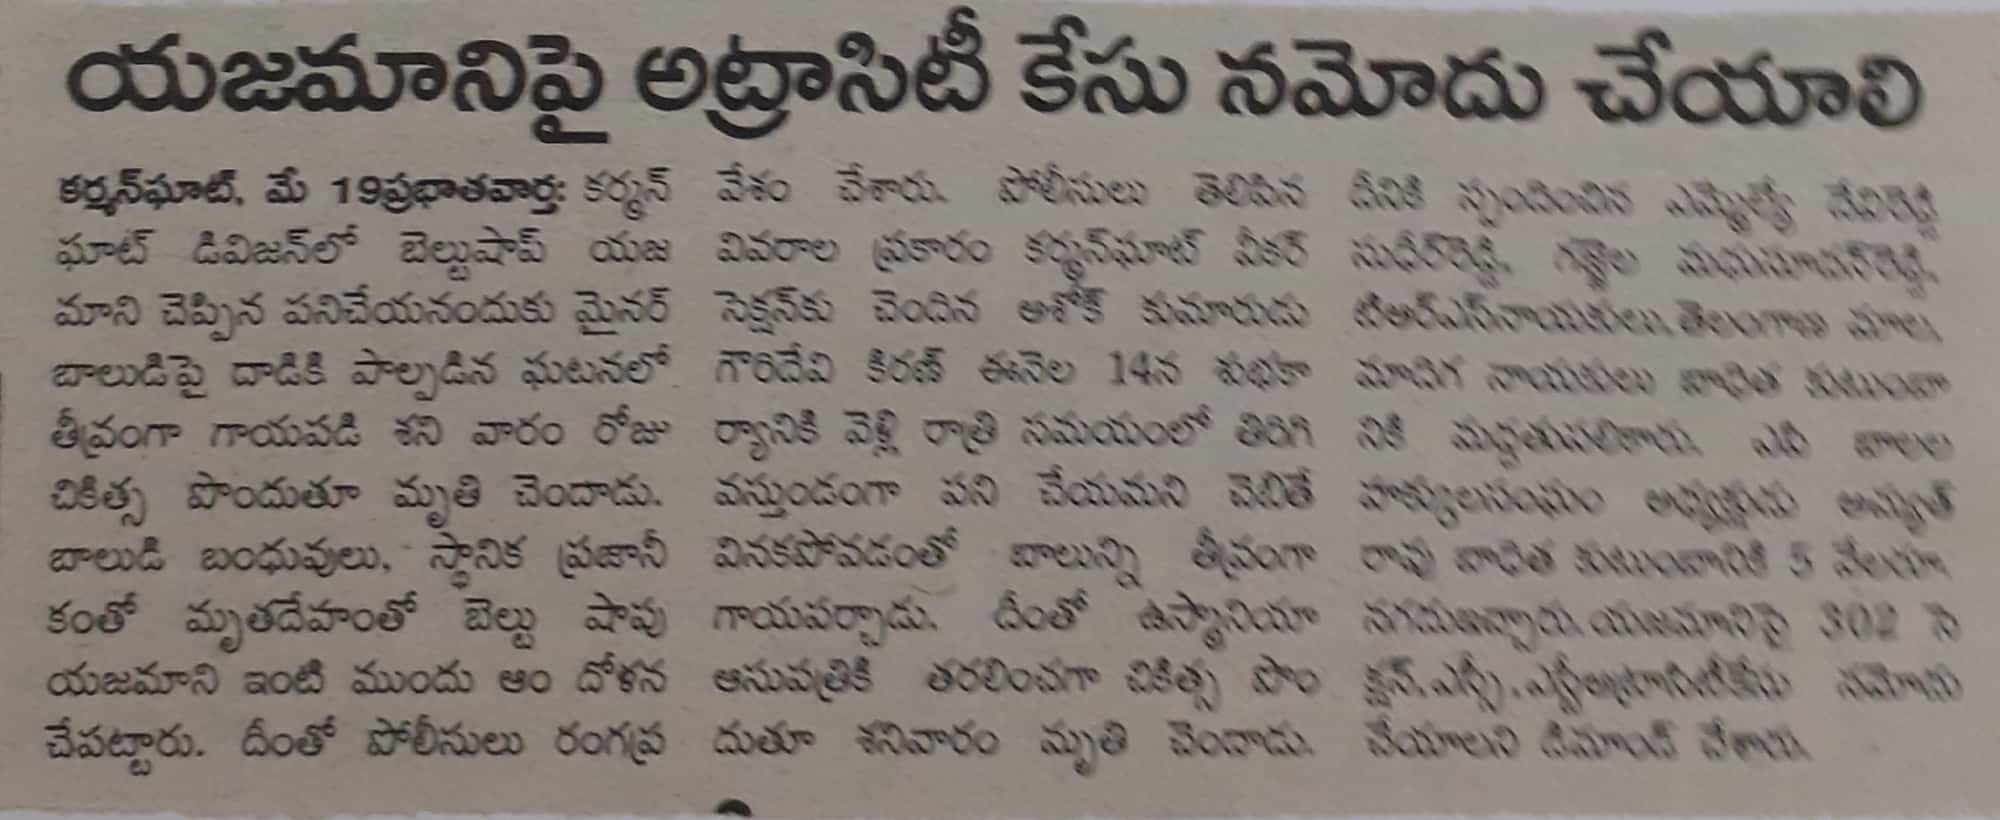 యజమానిపై అట్రాసిటీ కేసు నమోదు చేయాలి
కర్మన్‌ఘాట్, మే 19ప్రభాతవార్త: కర్మన్
ఘాట్ డివిజన్‌లో బెల్టుషాప్ యజ
మాని చెప్పిన పనిచేయనందుకు మైనర్
బాలుడిపై దాడికి పాల్పడిన ఘటనలో
తీవ్రంగా గాయపడి శని వారం రోజు
చికిత్స పొందుతూ మృతి చెందాడు.
బాలుడి బంధువులు, స్థానిక ప్రజానీ
కంతో మృతదేహంతో బెల్టు షాపు
యజమాని ఇంటి ముందు ఆం దోళన
చేపట్టారు. దీంతో పోలీసులు రంగప్ర
వేశం చేశారు. పోలీసులు తెలిపిన
వివరాల ప్రకారం కర్మన్‌ఘాట్ వీకర్
సెక్షన్‌కు చెందిన అశోక్ కుమారుడు
గౌరిదేవి కిరణ్ ఈనెల 14న శుభకా
ర్యానికి వెళ్లి రాత్రి సమయంలో తిరిగి
వస్తుండంగా పని చేయమని చెబితే
వినకపోవడంతో బాలున్ని తీవ్రంగా
గాయపర్చాడు. దీంతో ఉస్మానియా
ఆసుపత్రికి తరలించగా చికిత్స పొం
దుతూ శనివారం మృతి చెందాడు.
దీనికి స్పందించిన ఎమ్మెల్యే దేవిరెడ్డి
సుధీర్‌రెడ్డి, గజ్జెల మధుసూదన్‌రెడ్డి,
టిఆర్ఎస్‌నాయకులు, తెలంగాణ మాల,
మాదిగ నాయకులు బాధిత కుటుంబా
నికి మద్దతుపలికారు. ఎపి బాలల
హక్కులసంఘం అధ్యక్షుడు అచ్యుత్
రావు బాధిత కుటుంబానికి 5 వేలరూ.
నగదుఇచ్చారు. యజమానిపై 302 సె
క్షన్, ఎస్సీ, ఎస్టీఅట్రాసిటీకేసు నమోదు
చేయాలని డిమాండ్ చేశారు.